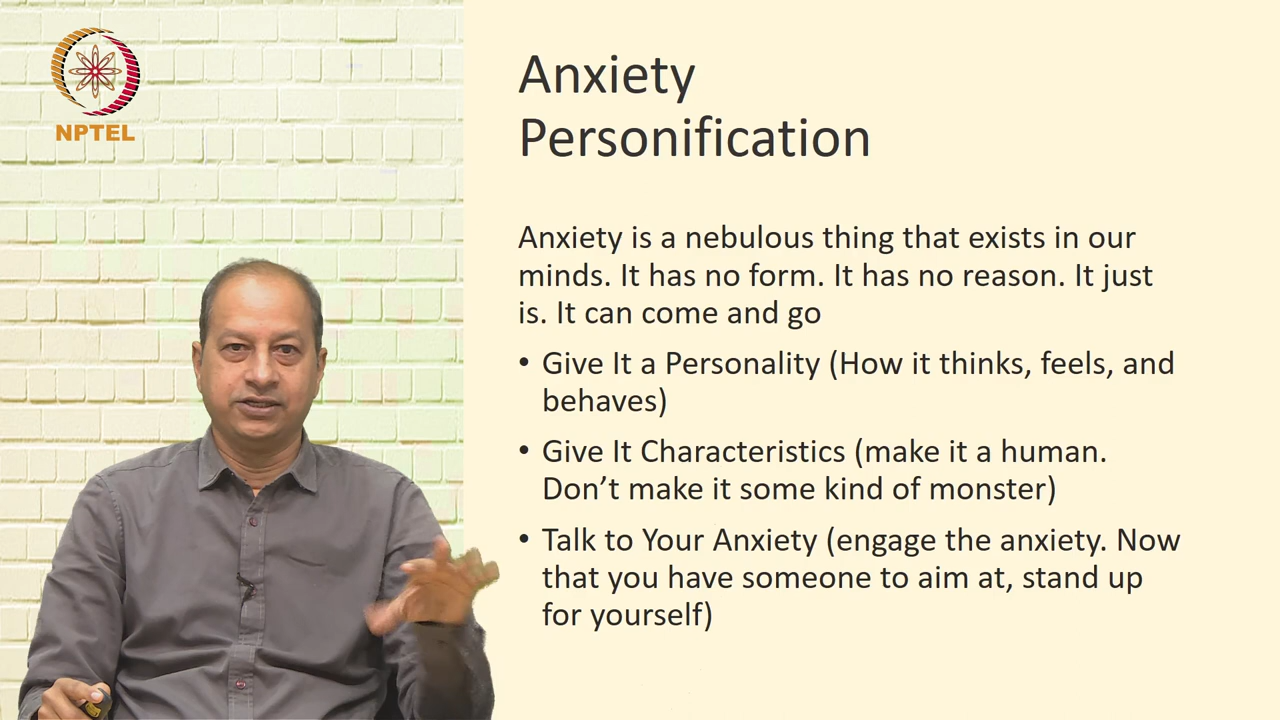 NPTEL
Anxiety
Personification
Anxiety is a nebulous thing that exists in our
minds. It has no form. It has no reason. It just
is. It can come and go
• Give It a Personality (How it thinks, feels, and
behaves)
• Give It Characteristics (make it a human.
Don’t make it some kind of monster)
• Talk to Your Anxiety (engage the anxiety. Now
that you have someone to aim at, stand up
for yourself)